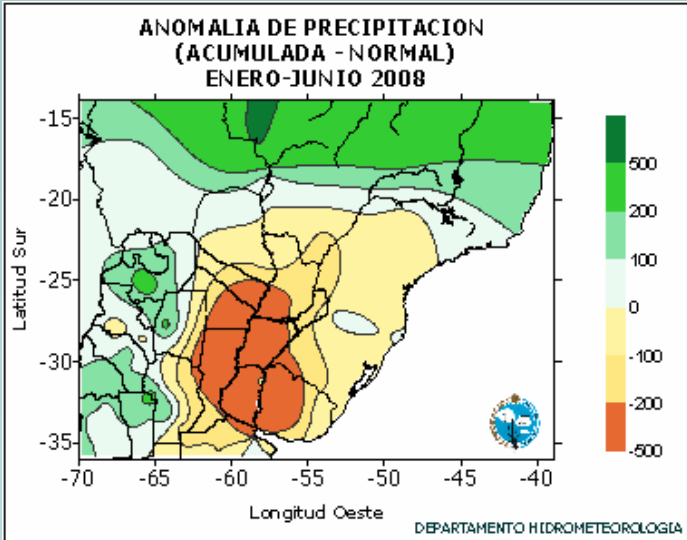 ANOMALIA DE PRECIPITACION
(ACUMULADA - NORMAL)
ENERO-JUNIO 2008
-15
-20
-25
-30
-35
Latitud Sur
-70 -65 -60 -55 -50 -45 -40
Longitud Oeste
500
200
100
0
-100
-200
-500
DEPARTAMENTO HIDROMETEOROLOGIA